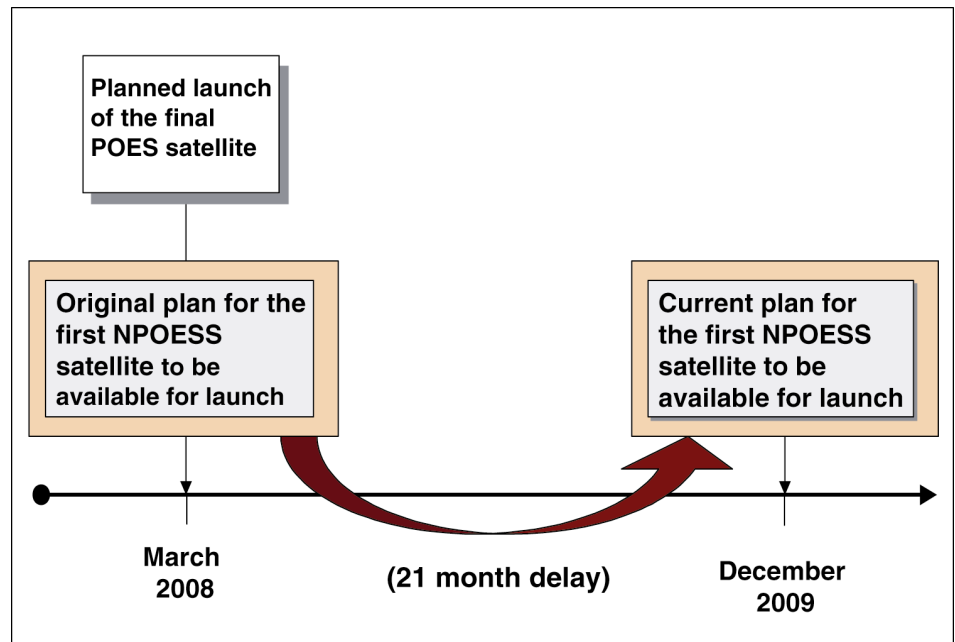 Planned launch
of the final
POES satellite
Original plan for the
first NPOESS
satellite to be
available for launch
Current plan for
the first NPOESS
satellite to be
available for launch
March
2008
(21 month delay)
December
2009